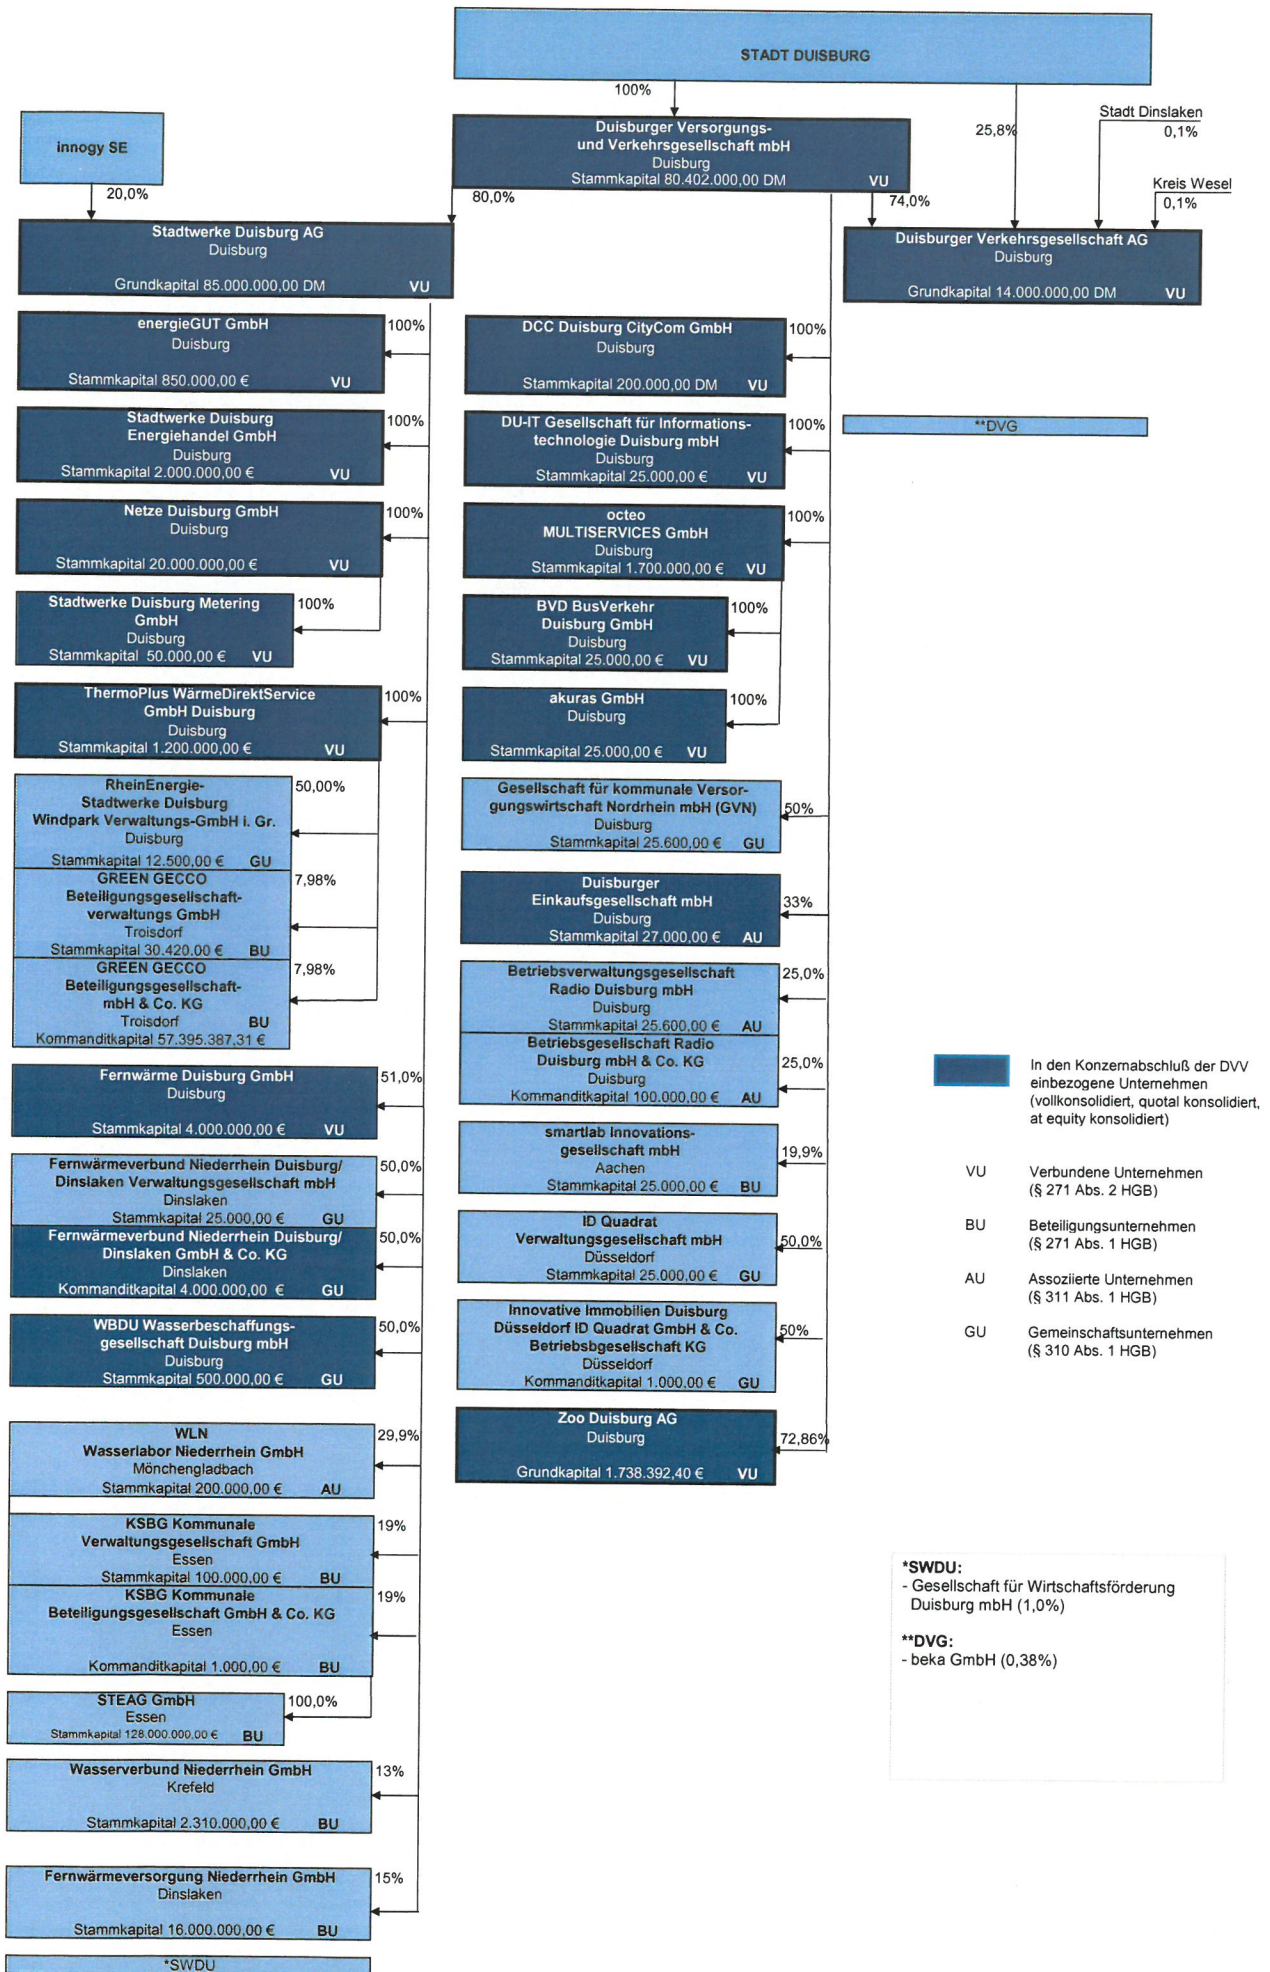 STADT DUISBURG
100%
25,8%
Stadt Dinslaken
0,1%
Kreis Wesel
0,1%
innogy SE
20,0%
Duisburger Versorgungs-
und Verkehrsgesellschaft mbH
Duisburg
Stammkapital 80.402.000,00 DM VU
80,0%
74,0%
Stadtwerke Duisburg AG
Duisburg
Grundkapital 85.000.000,00 DM VU
Duisburger Verkehrsgesellschaft AG
Duisburg
Grundkapital 14.000.000,00 DM VU
**DVG
energieGUT GmbH
Duisburg
Stammkapital 850.000,00 € VU
100%
Stadtwerke Duisburg
Energiehandel GmbH
Duisburg
Stammkapital 2.000.000,00 € VU
100%
Netze Duisburg GmbH
Duisburg
Stammkapital 20.000.000,00 € VU
100%
Stadtwerke Duisburg Metering
GmbH
Duisburg
Stammkapital 50.000,00 € VU
100%
ThermoPlus WärmeDirektService
GmbH Duisburg
Duisburg
Stammkapital 1.200.000,00 € VU
100%
RheinEnergie-
Stadtwerke Duisburg
Windpark Verwaltungs-GmbH i. Gr.
Duisburg
Stammkapital 12.500,00 € GU
50,00%
GREEN GECCO
Beteiligungsgesellschaft-
verwaltungs GmbH
Troisdorf
Stammkapital 30.420.00 € BU
7,98%
GREEN GECCO
Beteiligungsgesellschaft-
mbH & Co. KG
Troisdorf BU
Kommanditkapital 57.395.387,31 €
7,98%
Fernwärme Duisburg GmbH
Duisburg
Stammkapital 4.000.000,00 € VU
51,0%
Fernwärmeverbund Niederrhein Duisburg/
Dinslaken Verwaltungsgesellschaft mbH
Dinslaken
Stammkapital 25.000,00 € GU
50,0%
Fernwärmeverbund Niederrhein Duisburg/
Dinslaken GmbH & Co. KG
Dinslaken
Kommanditkapital 4.000.000,00 € GU
50,0%
WBDU Wasserbeschaffungs-
gesellschaft Duisburg mbH
Duisburg
Stammkapital 500.000,00 € GU
50,0%
WLN
Wasserlabor Niederrhein GmbH
Mönchengladbach
Stammkapital 200.000,00 € AU
29,9%
KSBG Kommunale
Verwaltungsgesellschaft GmbH
Essen
Stammkapital 100.000,00 € BU
19%
KSBG Kommunale
Beteiligungsgesellschaft GmbH & Co. KG
Essen
Kommanditkapital 1.000,00 € BU
19%
STEAG GmbH
Essen
Stammkapital 128.000.000,00 € BU
100,0%
Wasserverbund Niederrhein GmbH
Krefeld
Stammkapital 2.310.000,00 € BU
13%
Fernwärmeversorgung Niederrhein GmbH
Dinslaken
Stammkapital 16.000.000,00 € BU
15%
*SWDU
DCC Duisburg CityCom GmbH
Duisburg
Stammkapital 200.000,00 DM VU
100%
DU-IT Gesellschaft für Informations-
technologie Duisburg mbH
Duisburg
Stammkapital 25.000,00 € VU
100%
octeo
MULTISERVICES GmbH
Duisburg
Stammkapital 1.700.000,00 € VU
100%
BVD BusVerkehr
Duisburg GmbH
Duisburg
Stammkapital 25.000,00 € VU
100%
akuras GmbH
Duisburg
Stammkapital 25.000,00 € VU
100%
Gesellschaft für kommunale Versor-
gungswirtschaft Nordrhein mbH (GVN)
Duisburg
Stammkapital 25.600,00 € GU
50%
Duisburger
Einkaufsgesellschaft mbH
Duisburg
Stammkapital 27.000,00 € AU
33%
Betriebsverwaltungsgesellschaft
Radio Duisburg mbH
Duisburg
Stammkapital 25.600,00 € AU
25,0%
Betriebsgesellschaft Radio
Duisburg mbH & Co. KG
Duisburg
Kommanditkapital 100.000,00 € AU
25,0%
smartlab Innovations-
gesellschaft mbH
Aachen
Stammkapital 25.000,00 € BU
19,9%
ID Quadrat
Verwaltungsgesellschaft mbH
Düsseldorf
Stammkapital 25.000,00 € GU
50,0%
Innovative Immobilien Duisburg
Düsseldorf ID Quadrat GmbH & Co.
Betriebsbgesellschaft KG
Düsseldorf
Kommanditkapital 1.000,00 € GU
50%
Zoo Duisburg AG
Duisburg
Grundkapital 1.738.392,40 € VU
72,86%
In den Konzernabschluß der DVV
einbezogene Unternehmen
(vollkonsolidiert, quotal konsolidiert,
at equity konsolidiert)
VU Verbundene Unternehmen
(§ 271 Abs. 2 HGB)
BU Beteiligungsunternehmen
(§ 271 Abs. 1 HGB)
AU Assoziierte Unternehmen
(§ 311 Abs. 1 HGB)
GU Gemeinschaftsunternehmen
(§ 310 Abs. 1 HGB)
*SWDU:
- Gesellschaft für Wirtschaftsförderung
Duisburg mbH (1,0%)
**DVG:
- beka GmbH (0,38%)